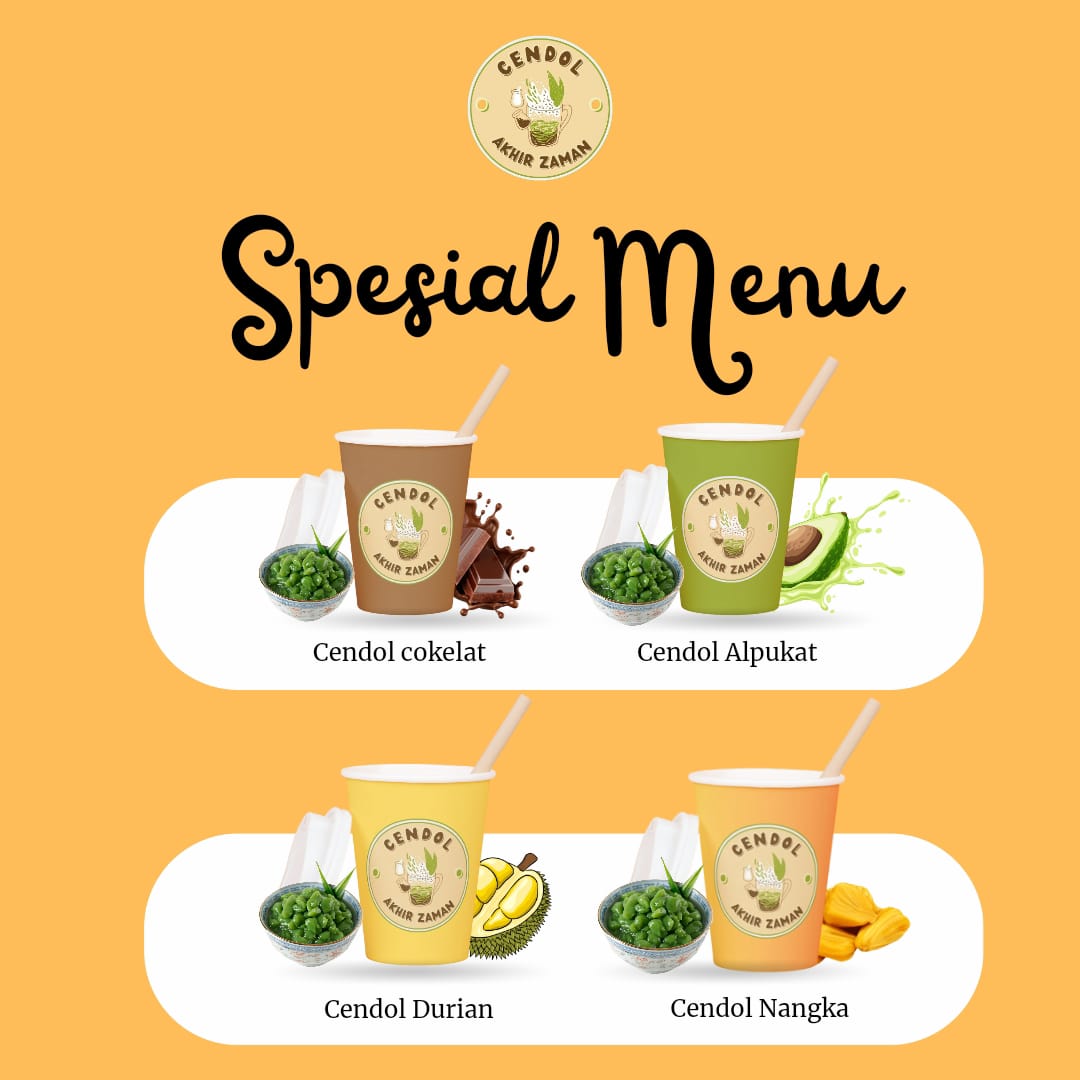 CENDOL
AKHIR ZAMAN
Spesial Menu
CENDOL
AKHIR ZAMAN
CENDOL
AKHIR ZAMAN
Cendol cokelat
Cendol Alpukat
CENDOL
AKHIR ZAMAN
CENDOL
AKHIR ZAMAN
Cendol Durian
Cendol Nangka